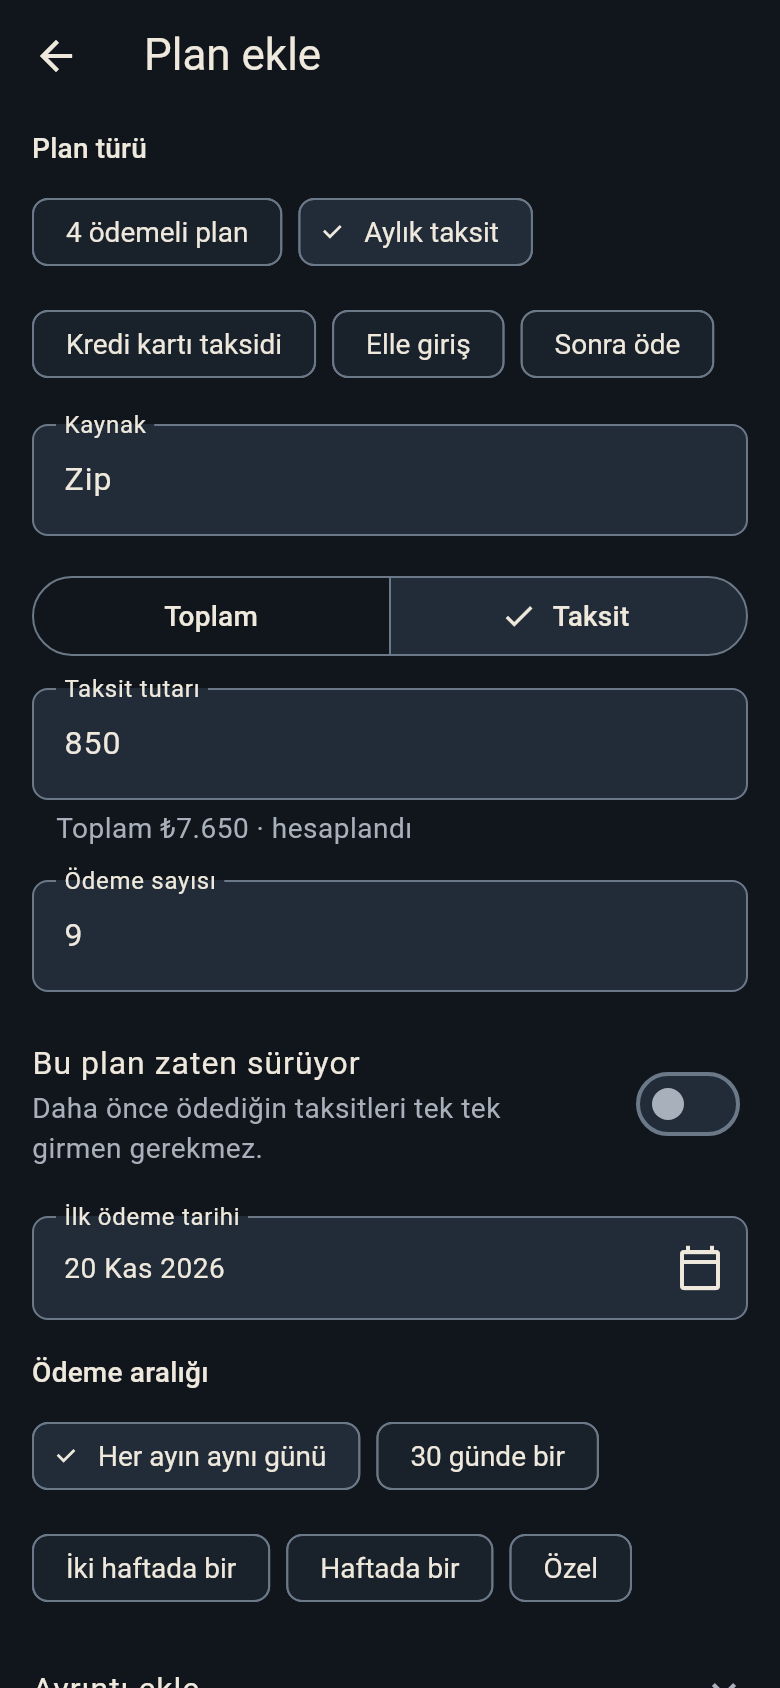 Plan ekle
Plan türü
4 ödemeli plan
Aylık taksit
Kredi kartı taksidi
Elle giriş
Sonra öde
Kaynak
Zip
Toplam
Taksit
Taksit tutarı
850
Toplam ₺7.650 · hesaplandı
Ödeme sayısı
9
Bu plan zaten sürüyor
Daha önce ödediğin taksitleri tek tek
girmen gerekmez.
İlk ödeme tarihi
20 Kas 2026
Ödeme aralığı
Her ayın aynı günü
30 günde bir
İki haftada bir
Haftada bir
Özel
Ayrıntı ekle